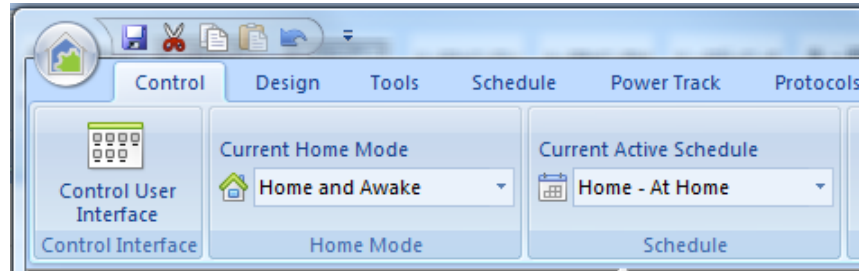 Control Design Tools Schedule Power Track Protocols
Current Home Mode Current Active Schedule
Control User Home and Awake Home - At Home
Interface
Control Interface Home Mode Schedule